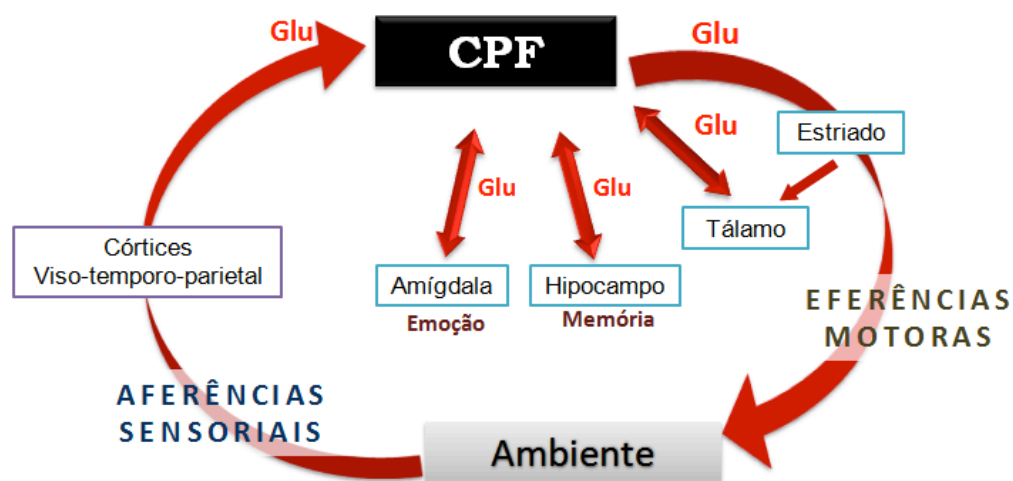 Glu
CPF
Glu
Glu
Estriado
Glu
Glu
Tálamo
Córtices
Viso-temporo-parietal
Amígdala
Emoção
Hipocampo
Memória
EFERÊNCIAS
MOTORAS
AFERÊNCIAS
SENSORIAIS
Ambiente